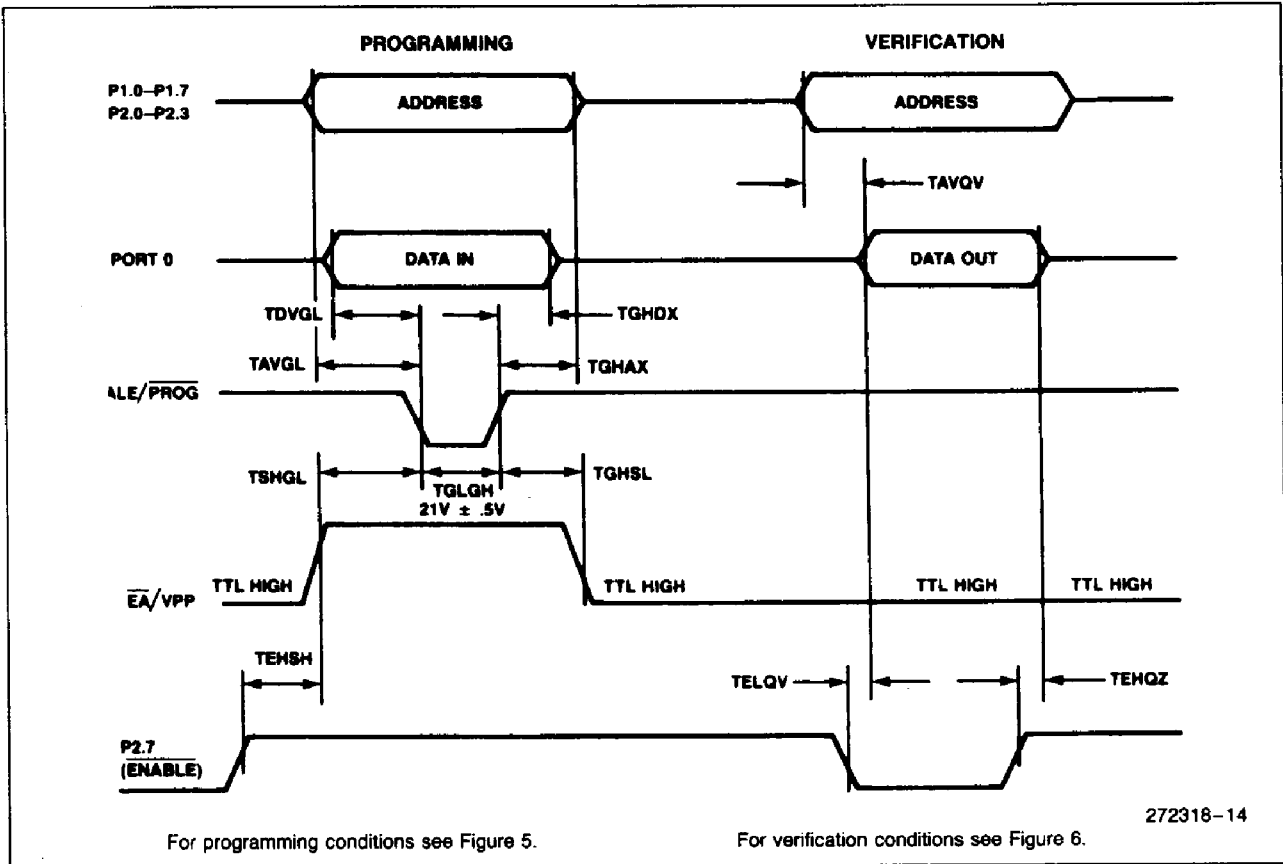 PROGRAMMING
VERIFICATION
P1.0–P1.7
P2.0–P2.3
ADDRESS
ADDRESS
TAVQV
PORT 0
DATA IN
DATA OUT
TDVGL
TGHDX
TAVGL
TGHAX
ALE/PROG
TSHGL
TGLGH
TGHSL
21V ± .5V
EA/VPP
TTL HIGH
TTL HIGH
TTL HIGH
TTL HIGH
TEHSH
TELQV
TEHQZ
P2.7
(ENABLE)
272318–14
For programming conditions see Figure 5.
For verification conditions see Figure 6.